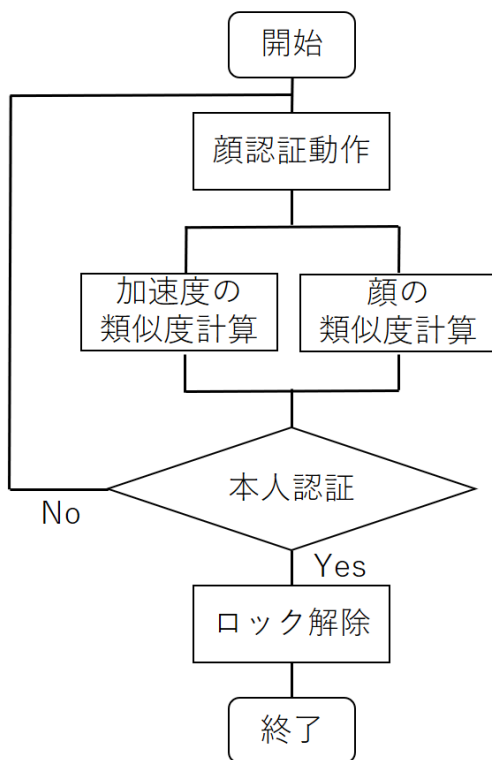 開始
顔認証動作
加速度の
類似度計算
顔の
類似度計算
本人認証
No
Yes
ロック解除
終了